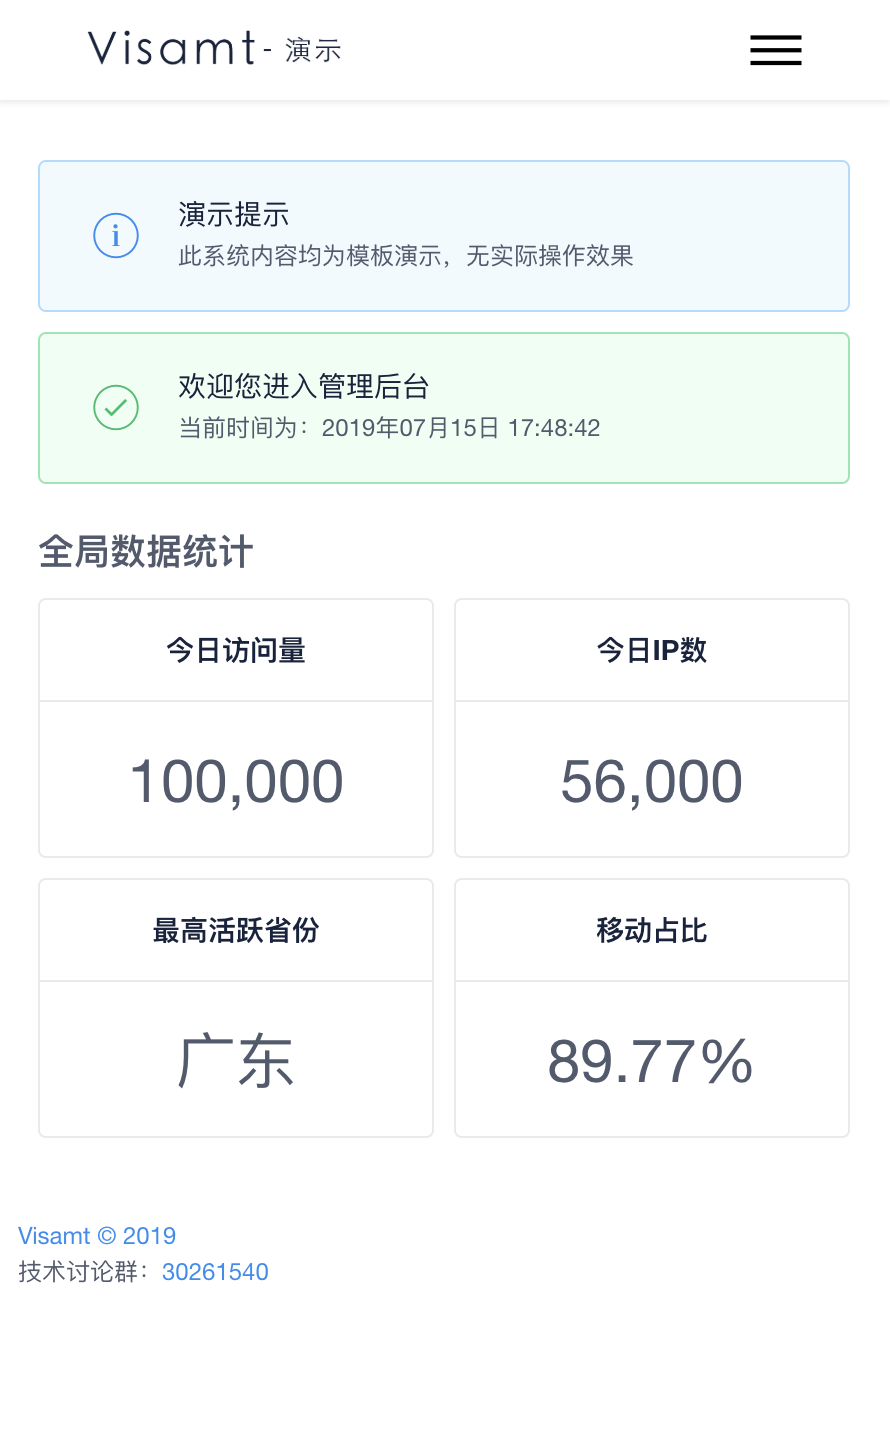 Visamt - 演示
演示提示
此系统内容均为模板演示，无实际操作效果
欢迎您进入管理后台
当前时间为：2019年07月15日 17:48:42
全局数据统计
今日访问量
100,000
今日IP数
56,000
最高活跃省份
广东
移动占比
89.77%
Visamt © 2019
技术讨论群：30261540